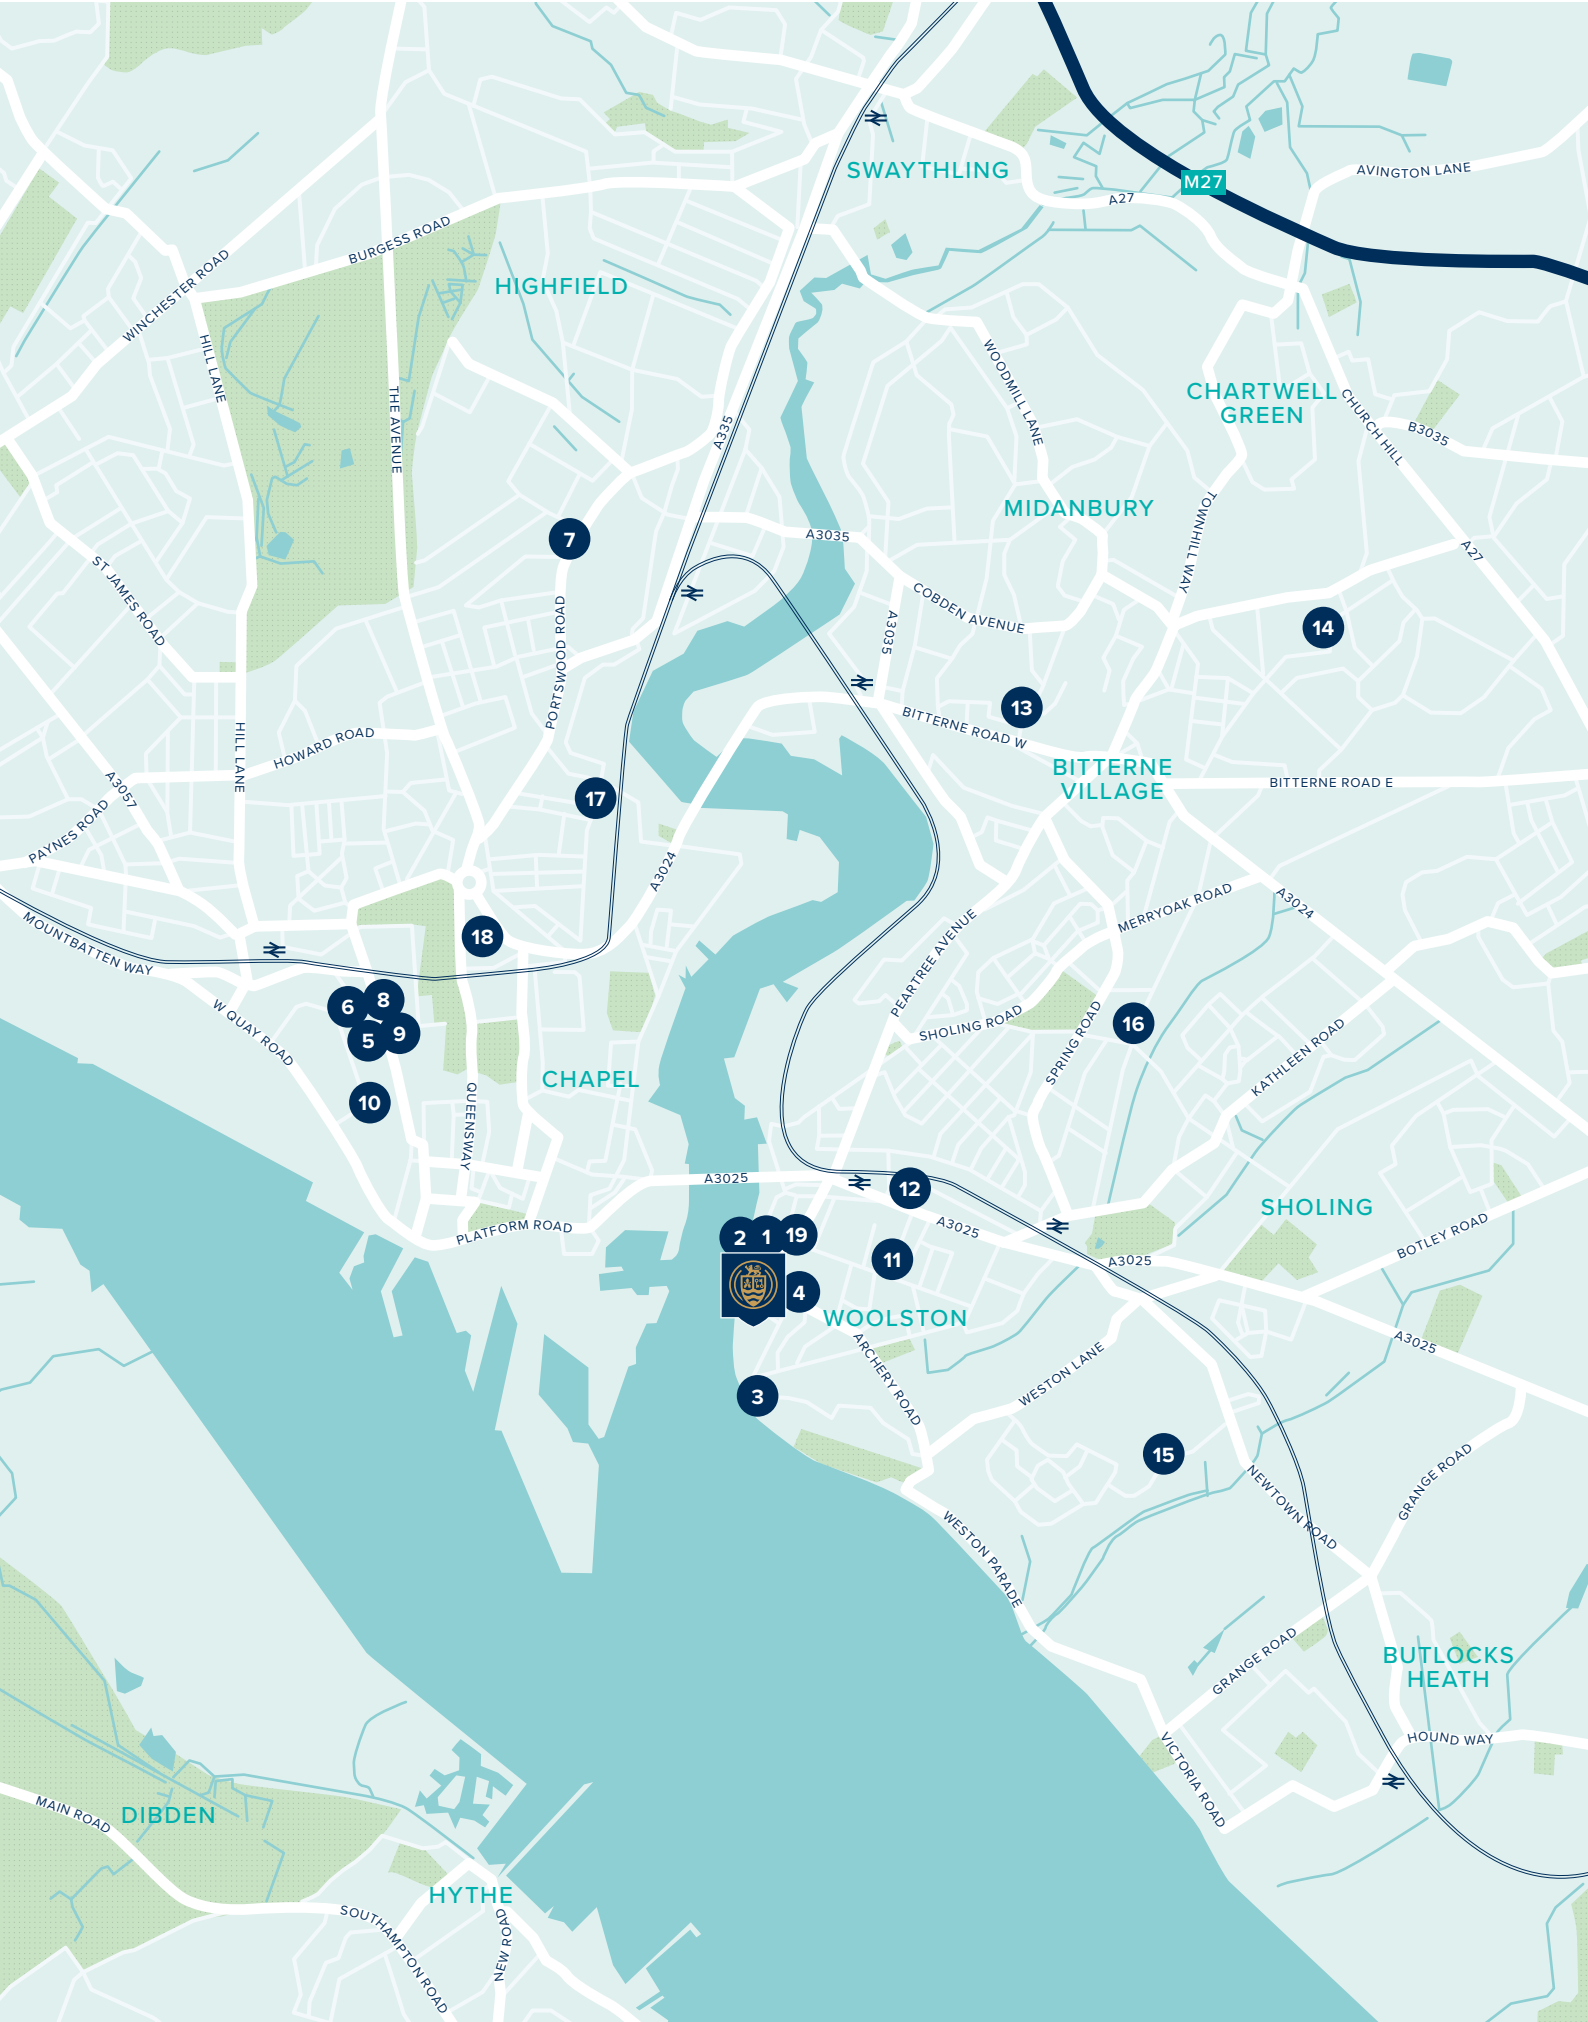 SWAYTHLING
M27
AVINGTON LANE
A27
BURGESS ROAD
WINCHESTER ROAD
HIGHFIELD
HILL LANE
THE AVENUE
A335
WOODMILL LANE
CHARTWELL
GREEN
CHURCH HILL
B3035
MIDANBURY
TOWNHILL WAY
A27
7
A3035
ST JAMES ROAD
COBDEN AVENUE
A3035
14
PORTSWOOD ROAD
13
BITTERNE ROAD W
HILL LANE
HOWARD ROAD
BITTERNE
VILLAGE
BITTERNE ROAD E
A3057
17
PAYNES ROAD
A3024
MERRYOAK ROAD
A3024
PEARTREE AVENUE
18
MOUNTBATTEN WAY
W QUAY ROAD
6
8
5
9
SHOLING ROAD
SPRING ROAD
16
KATHLEEN ROAD
CHAPEL
10
QUEENSWAY
A3025
12
SHOLING
PLATFORM ROAD
2
1
19
A3025
11
BOTLEY ROAD
A3025
4
WOOLSTON
ARCHERY ROAD
WESTON LANE
A3025
3
15
NEWTOWN ROAD
GRANGE ROAD
WESTON PARADE
GRANGE ROAD
BUTLOCKS
HEATH
VICTORIA ROAD
HOUND WAY
MAIN ROAD
DIBDEN
HYTHE
SOUTHAMPTON ROAD
NEW ROAD